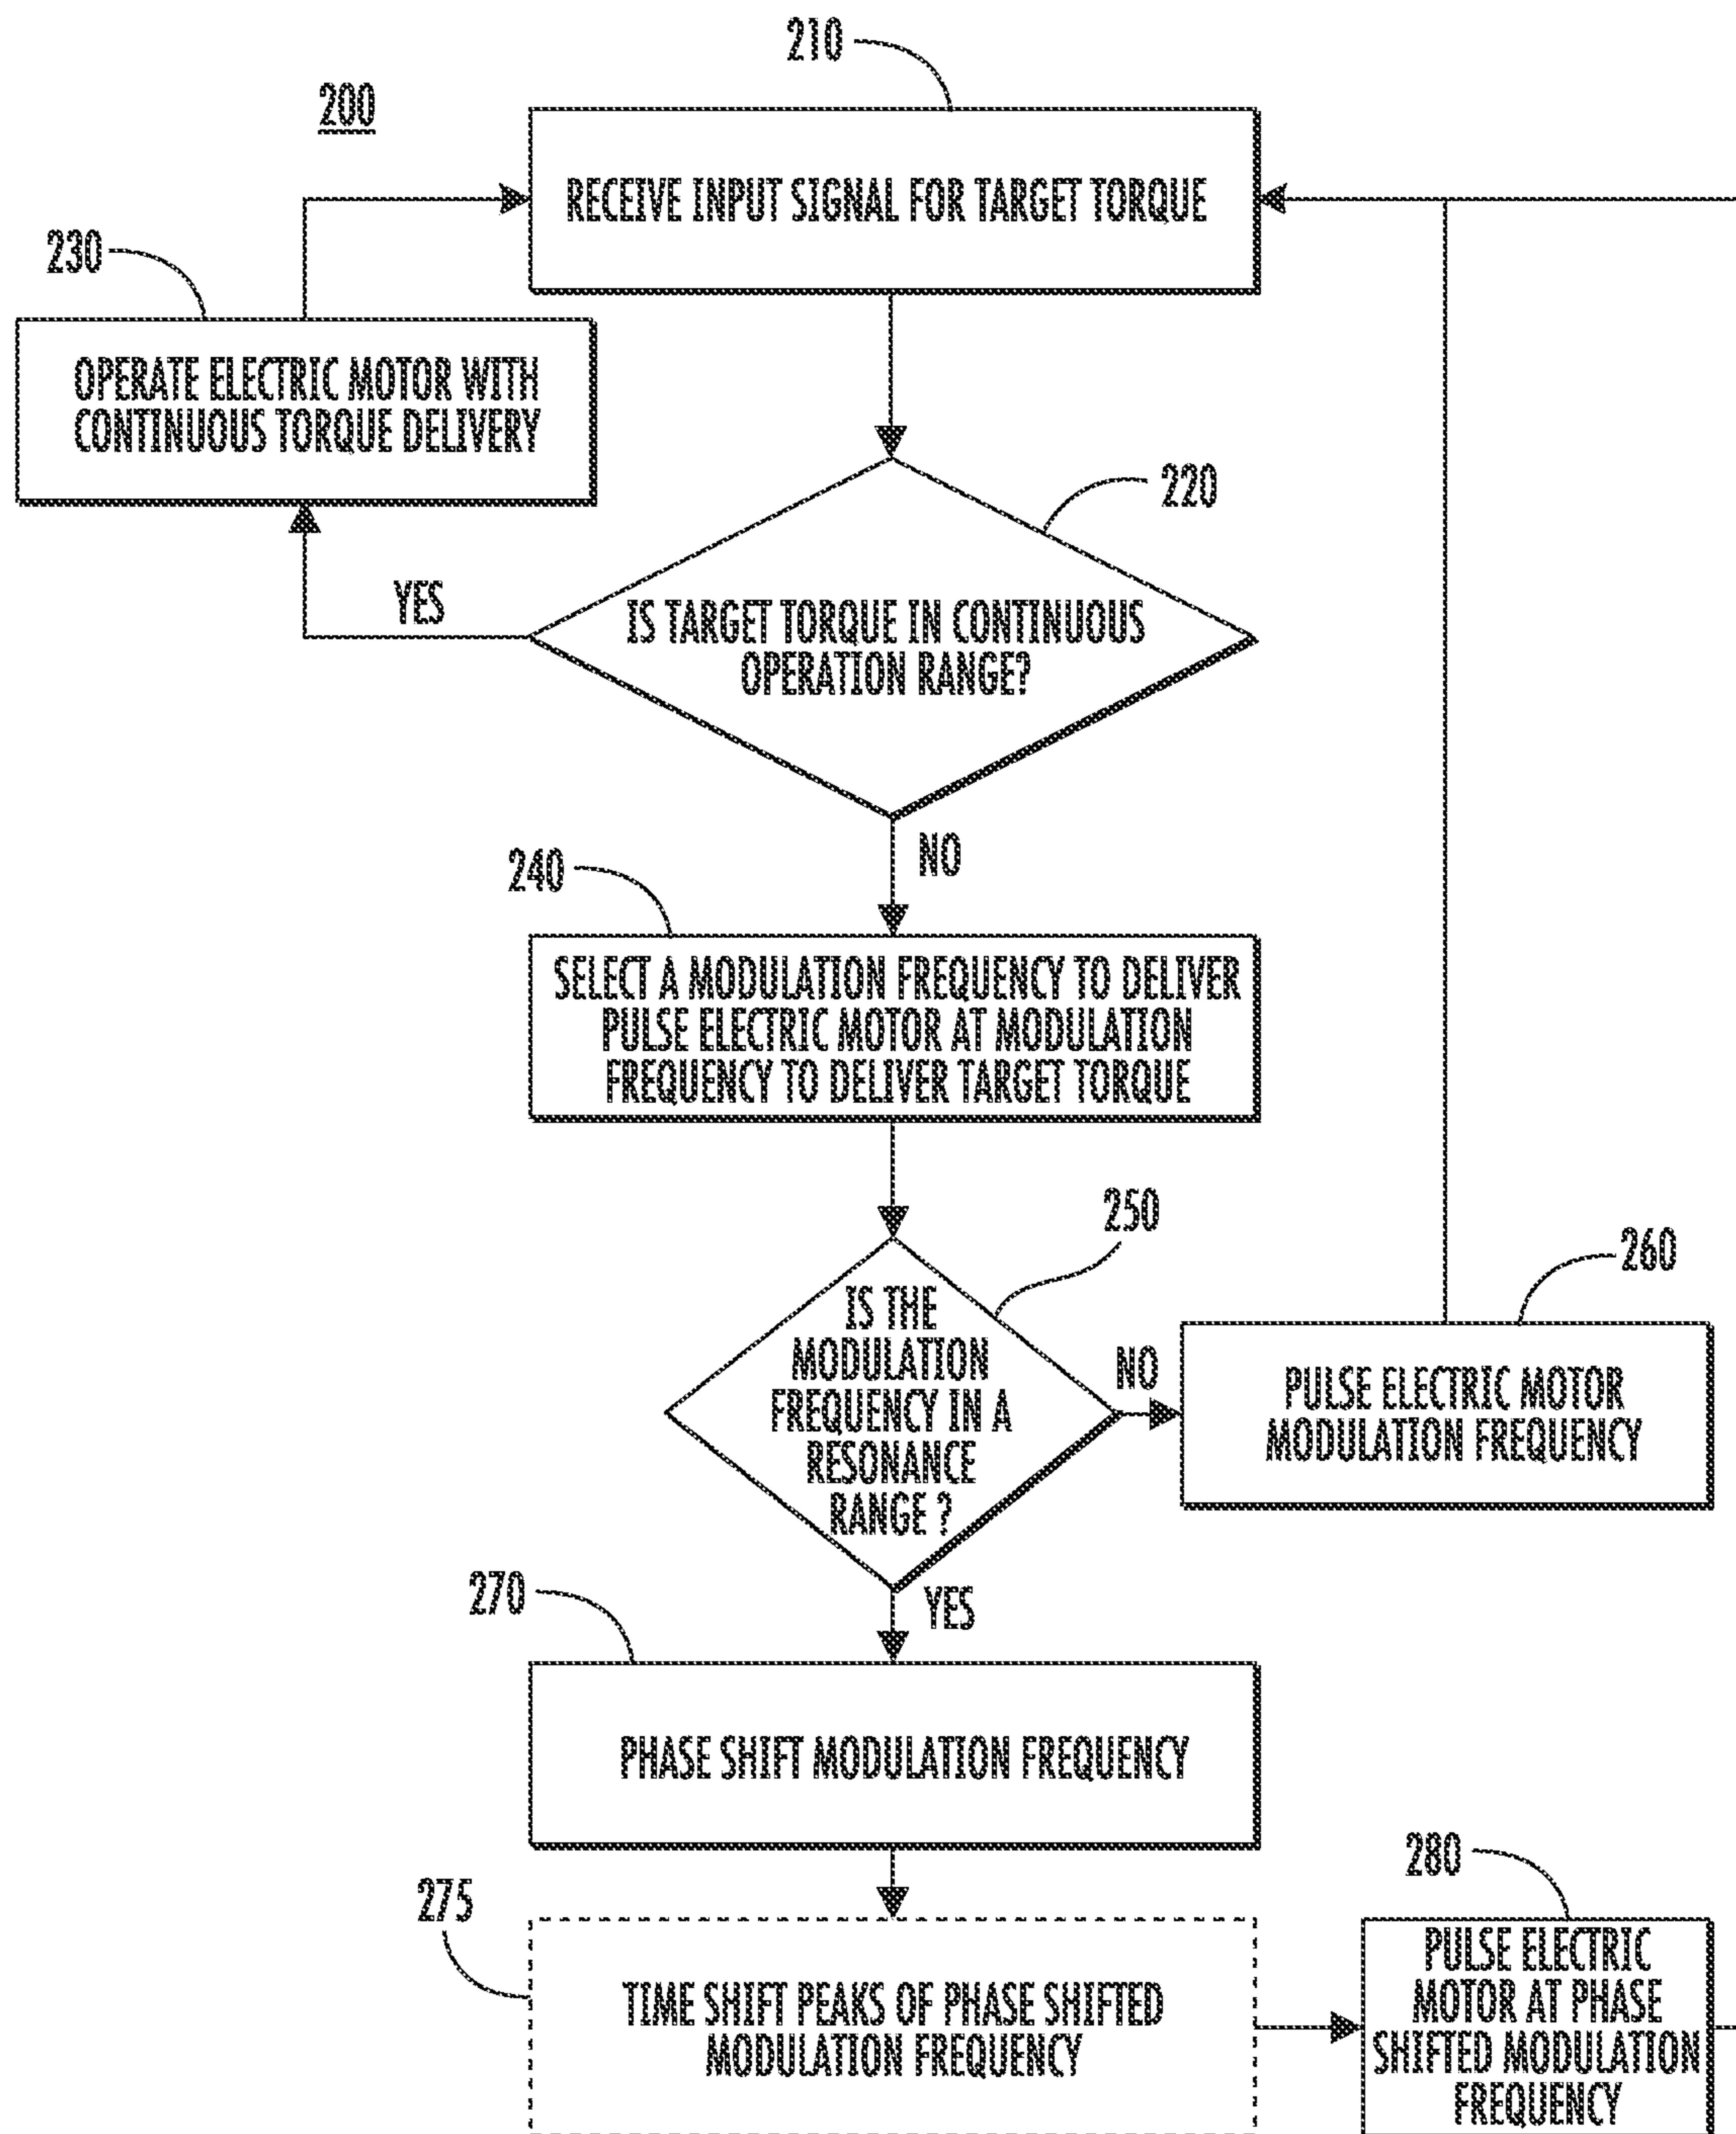 210
200
RECEIVE INPUT SIGNAL FOR TARGET TORQUE
230
OPERATE ELECTRIC MOTOR WITH
CONTINUOUS TORQUE DELIVERY
220
YES
IS TARGET TORQUE IN CONTINUOUS
OPERATION RANGE?
NO
240
SELECT A MODULATION FREQUENCY TO DELIVER
PULSE ELECTRIC MOTOR AT MODULATION
FREQUENCY TO DELIVER TARGET TORQUE
250
IS THE
MODULATION
FREQUENCY IN A
RESONANCE
RANGE ?
NO
260
PULSE ELECTRIC MOTOR
MODULATION FREQUENCY
YES
270
PHASE SHIFT MODULATION FREQUENCY
275
TIME SHIFT PEAKS OF PHASE SHIFTED
MODULATION FREQUENCY
280
PULSE ELECTRIC
MOTOR AT PHASE
SHIFTED MODULATION
FREQUENCY